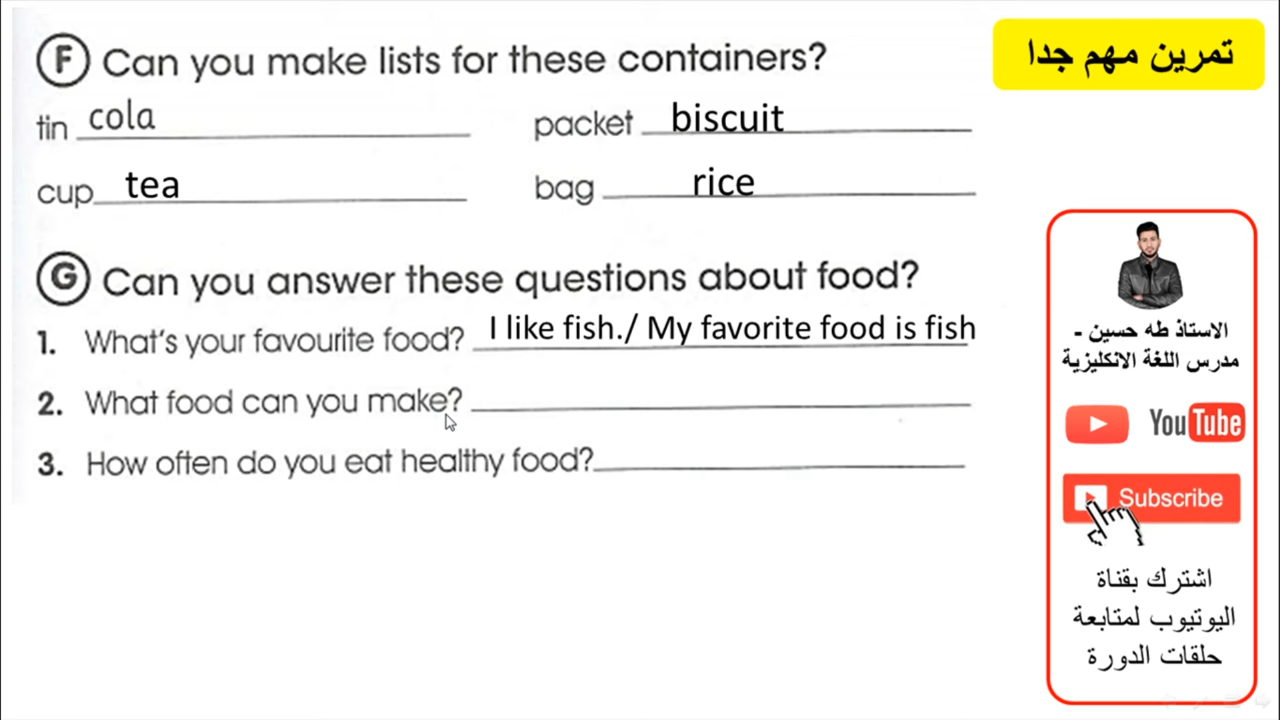 F Can you make lists for these containers?
tin cola packet biscuit
cup tea bag rice
G Can you answer these questions about food?
1. What's your favourite food? I like fish./ My favorite food is fish
2. What food can you make?
3. How often do you eat healthy food?
تمرين مهم جدا
الاستاذ طه حسين -
مدرس اللغة الانكليزية
YouTube
Subscribe
اشترك بقناة
اليوتيوب لمتابعة
حلقات الدورة